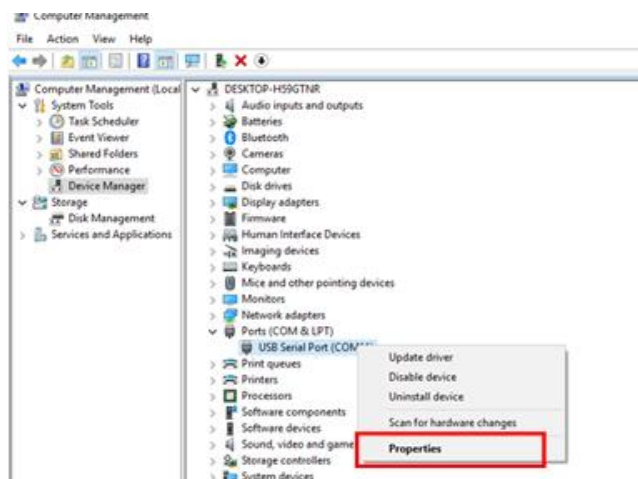 Computer Management
File Action View Help
Computer Management (Local
System Tools
Task Scheduler
Event Viewer
Shared Folders
Performance
Device Manager
Storage
Disk Management
Services and Applications
DESKTOP-H59GTNR
Audio inputs and outputs
Batteries
Bluetooth
Cameras
Computer
Disk drives
Display adapters
Firmware
Human Interface Devices
Imaging devices
Keyboards
Mice and other pointing devices
Monitors
Network adapters
Ports (COM & LPT)
USB Serial Port
Print queues
Printers
Processors
Software components
Software devices
Sound, video and game
Storage controllers
System devices
Update driver
Disable device
Uninstall device
Scan for hardware changes
Properties